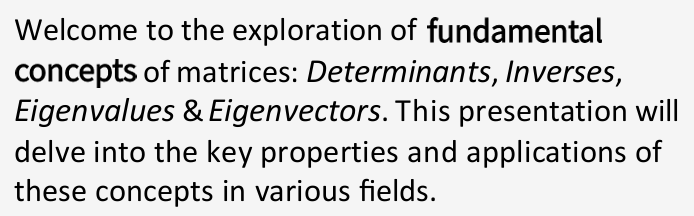 Welcome to the exploration of fundamental
concepts of matrices: Determinants, Inverses,
Eigenvalues & Eigenvectors. This presentation will
delve into the key properties and applications of
these concepts in various fields.